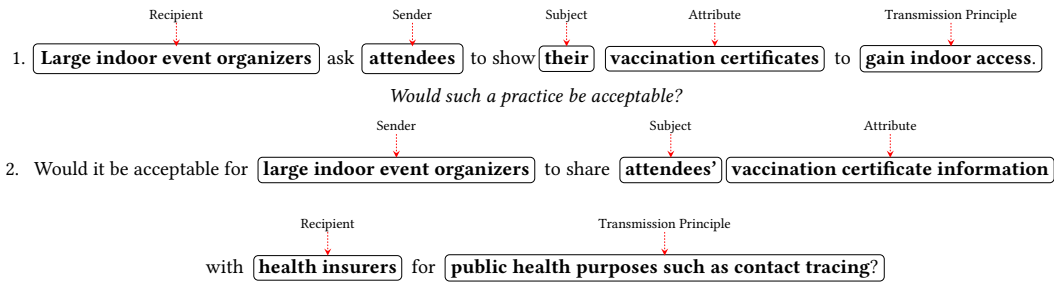 Recipient Sender Subject Attribute Transmission Principle
1. Large indoor event organizers ask attendees to show their vaccination certificates to gain indoor access.
Would such a practice be acceptable?
Sender Subject Attribute
2. Would it be acceptable for large indoor event organizers to share attendees’ vaccination certificate information
Recipient Transmission Principle
with health insurers for public health purposes such as contact tracing?